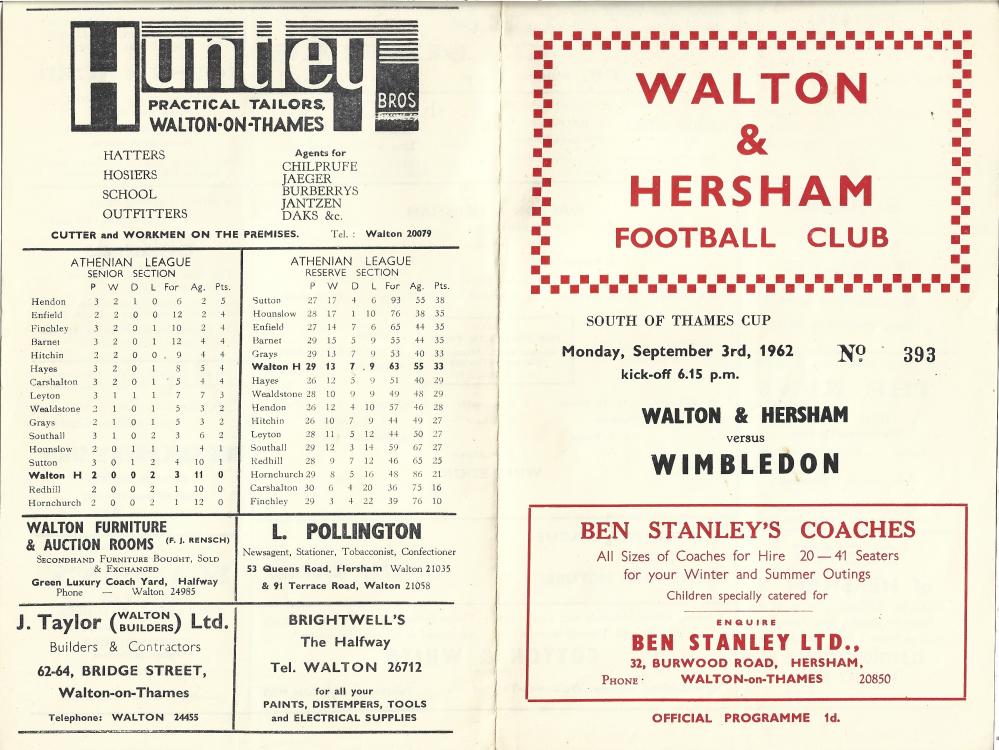 Huntley
BROS
BROMLEY
PRACTICAL TAILORS,
WALTON-ON-THAMES
HATTERS
HOSIERS
SCHOOL
OUTFITTERS
Agents for
CHILPRUFE
JAEGER
BURBERRYS
JANTZEN
DAKS &c.
CUTTER and WORKMEN ON THE PREMISES. Tel. : Walton 20079
ATHENIAN LEAGUE
SENIOR SECTION
P W D L For Ag. Pts.
Hendon 3 2 1 0 6 2 5
Enfield 2 2 0 0 12 2 4
Finchley 3 2 0 1 10 2 4
Barnet 3 2 0 1 12 4 4
Hitchin 2 2 0 0 9 4 4
Hayes 3 2 0 1 8 5 4
Carshalton 3 2 0 1 5 4 4
Leyton 3 1 1 1 7 7 3
Wealdstone 2 1 0 1 5 3 2
Grays 2 1 0 1 5 3 2
Southall 3 1 0 2 3 6 2
Hounslow 2 0 1 1 1 4 1
Sutton 3 0 1 2 4 10 1
Walton H 2 0 0 2 3 11 0
Redhill 2 0 0 2 1 10 0
Hornchurch 2 0 0 2 1 12 0
ATHENIAN LEAGUE
RESERVE SECTION
P W D L For Ag. Pts.
Sutton 27 17 4 6 93 55 38
Hounslow 28 17 1 10 76 38 35
Enfield 27 14 7 6 65 44 35
Barnet 29 15 5 9 55 44 35
Grays 29 13 7 9 53 40 33
Walton H 29 13 7 9 63 55 33
Hayes 26 12 5 9 51 40 29
Wealdstone 28 10 9 9 49 48 29
Hendon 26 12 4 10 57 46 28
Hitchin 26 10 7 9 44 49 27
Leyton 28 11 5 12 44 50 27
Southall 29 12 3 14 59 67 27
Redhill 28 9 7 12 46 65 25
Hornchurch 29 8 5 16 48 86 21
Carshalton 30 6 4 20 36 75 16
Finchley 29 3 4 22 39 76 10
WALTON FURNITURE
& AUCTION ROOMS (F. J. RENSCH)
SECONDHAND FURNITURE BOUGHT, SOLD
& EXCHANGED
Green Luxury Coach Yard, Halfway
Phone — Walton 24985
L. POLLINGTON
Newsagent, Stationer, Tobacconist, Confectioner
53 Queens Road, Hersham Walton 21035
& 91 Terrace Road, Walton 21058
J. Taylor (WALTON BUILDERS) Ltd.
Builders & Contractors
62-64, BRIDGE STREET,
Walton-on-Thames
Telephone: WALTON 24455
BRIGHTWELL'S
The Halfway
Tel. WALTON 26712
for all your
PAINTS, DISTEMPERS, TOOLS
and ELECTRICAL SUPPLIES
WALTON
&
HERSHAM
FOOTBALL CLUB
SOUTH OF THAMES CUP
Monday, September 3rd, 1962 Nº 393
kick-off 6.15 p.m.
WALTON & HERSHAM
versus
WIMBLEDON
BEN STANLEY'S COACHES
All Sizes of Coaches for Hire 20 — 41 Seaters
for your Winter and Summer Outings
Children specially catered for
ENQUIRE
BEN STANLEY LTD.,
32, BURWOOD ROAD, HERSHAM,
PHONE · WALTON-on-THAMES 20850
OFFICIAL PROGRAMME 1d.